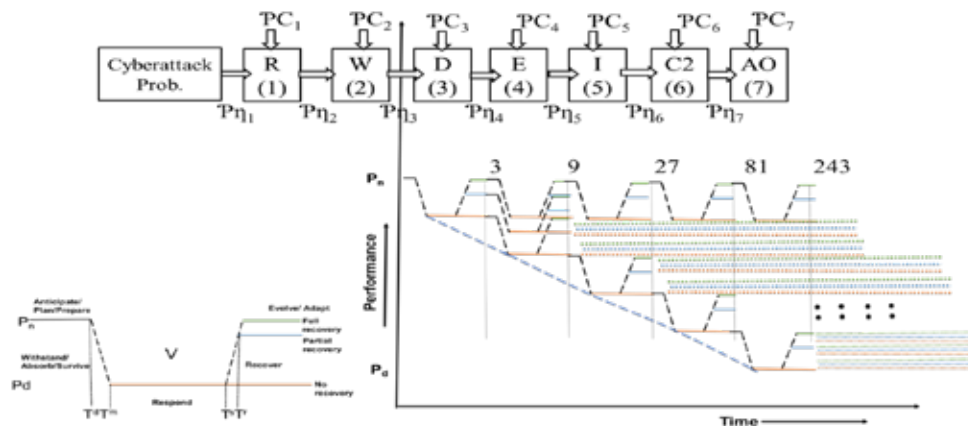 PC1 PC2 PC3 PC4 PC5 PC6 PC7
Cyberattack
Prob.
R
(1)
W
(2)
D
(3)
E
(4)
I
(5)
C2
(6)
AO
(7)
Pη1 Pη2 Pη3 Pη4 Pη5 Pη6 Pη7
3 9 27 81 243
Pn
Performance
Pd
Time
Anticipate/
Plan/Prepare
Pn
Withstand/
Absorb/Survive
Pd
V
Respond
Evolve/ Adapt
Full
recovery
Partial
recovery
Recover
No
recovery